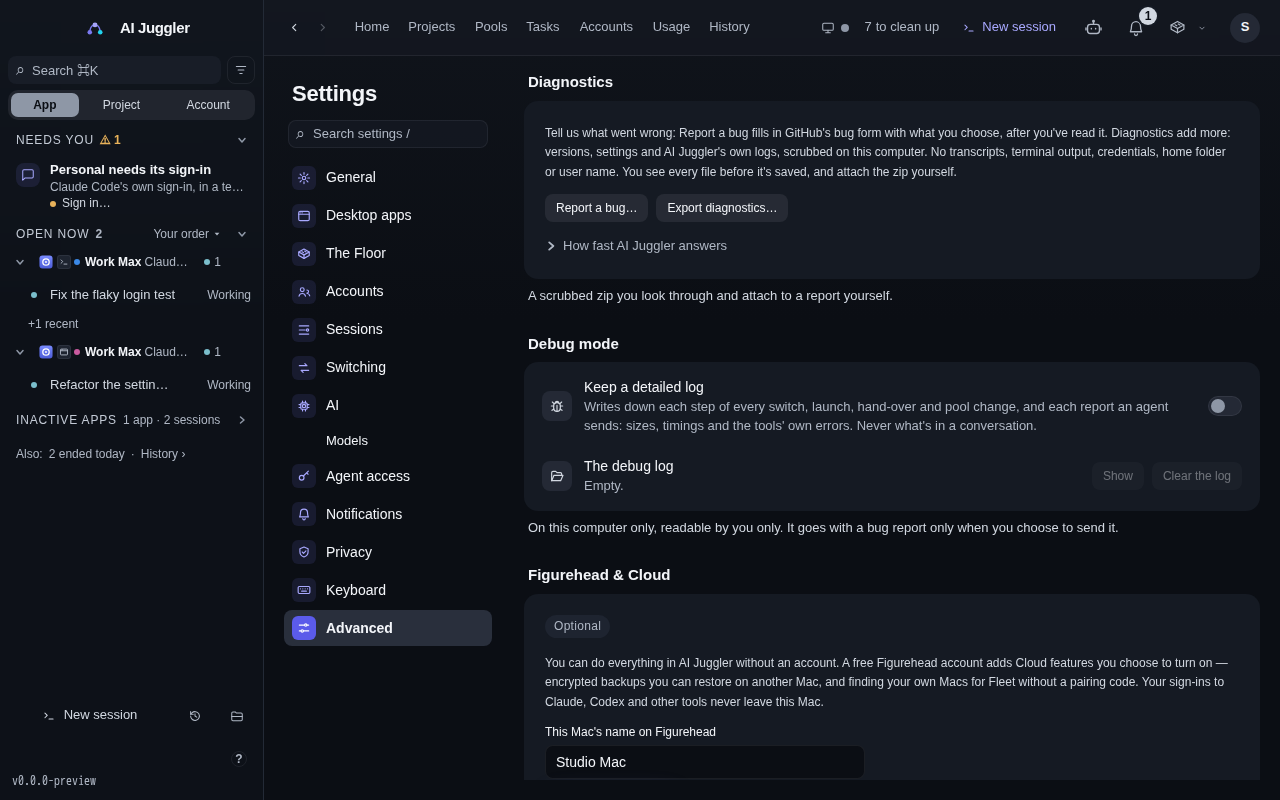 AI Juggler
Search ⌘K
App Project Account
NEEDS YOU 1
Personal needs its sign-in
Claude Code's own sign-in, in a te…
Sign in…
OPEN NOW 2 Your order
Work Max Claud… 1
Fix the flaky login test Working
+1 recent
Work Max Claud… 1
Refactor the settin… Working
INACTIVE APPS 1 app · 2 sessions
Also: 2 ended today · History ›
New session
?
v0.0.0-preview
Home Projects Pools Tasks Accounts Usage History
7 to clean up
New session
1
S
Settings
Search settings /
General
Desktop apps
The Floor
Accounts
Sessions
Switching
AI
Models
Agent access
Notifications
Privacy
Keyboard
Advanced
Diagnostics
Tell us what went wrong: Report a bug fills in GitHub's bug form with what you choose, after you've read it. Diagnostics add more:
versions, settings and AI Juggler's own logs, scrubbed on this computer. No transcripts, terminal output, credentials, home folder
or user name. You see every file before it's saved, and attach the zip yourself.
Report a bug… Export diagnostics…
How fast AI Juggler answers
A scrubbed zip you look through and attach to a report yourself.
Debug mode
Keep a detailed log
Writes down each step of every switch, launch, hand-over and pool change, and each report an agent
sends: sizes, timings and the tools' own errors. Never what's in a conversation.
The debug log
Empty.
Show Clear the log
On this computer only, readable by you only. It goes with a bug report only when you choose to send it.
Figurehead & Cloud
Optional
You can do everything in AI Juggler without an account. A free Figurehead account adds Cloud features you choose to turn on —
encrypted backups you can restore on another Mac, and finding your own Macs for Fleet without a pairing code. Your sign-ins to
Claude, Codex and other tools never leave this Mac.
This Mac's name on Figurehead
Studio Mac